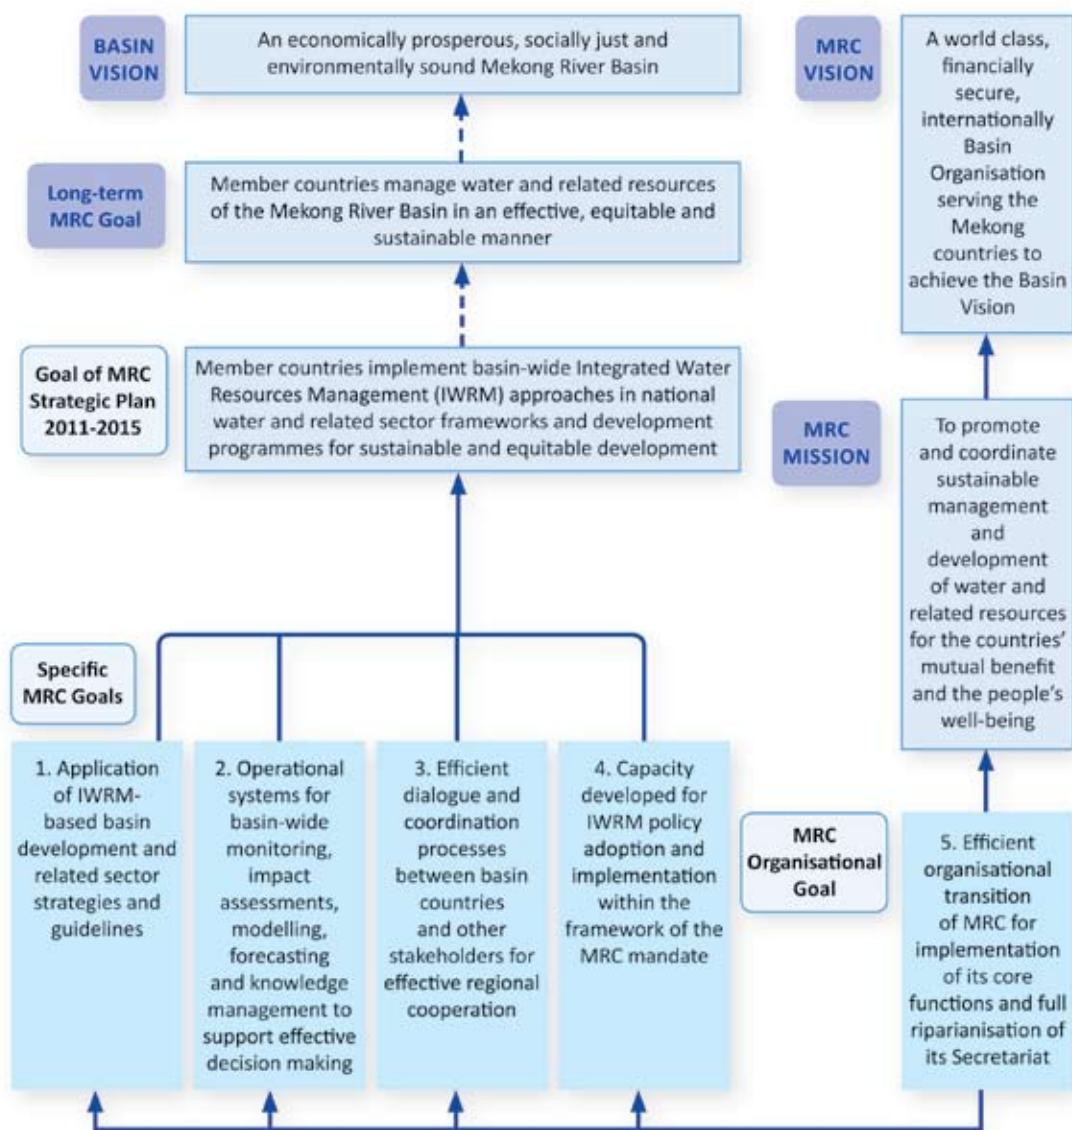 BASIN
VISION
An economically prosperous, socially just and
environmentally sound Mekong River Basin
Long-term
MRC Goal
Member countries manage water and related resources
of the Mekong River Basin in an effective, equitable and
sustainable manner
Goal of MRC
Strategic Plan
2011-2015
Member countries implement basin-wide Integrated Water
Resources Management (IWRM) approaches in national
water and related sector frameworks and development
programmes for sustainable and equitable development
MRC
VISION
A world class,
financially
secure,
internationally
Basin
Organisation
serving the
Mekong
countries to
achieve the Basin
Vision
MRC
MISSION
To promote
and coordinate
sustainable
management
and
development
of water and
related resources
for the countries'
mutual benefit
and the people's
well-being
Specific
MRC Goals
1. Application
of IWRM-
based basin
development and
related sector
strategies and
guidelines
2. Operational
systems for
basin-wide
monitoring,
impact
assessments,
modelling,
forecasting
and knowledge
management to
support effective
decision making
3. Efficient
dialogue and
coordination
processes
between basin
countries
and other
stakeholders for
effective regional
cooperation
4. Capacity
developed for
IWRM policy
adoption and
implementation
within the
framework of the
MRC mandate
MRC
Organisational
Goal
5. Efficient
organisational
transition
of MRC for
implementation
of its core
functions and full
riparianisation of
its Secretariat